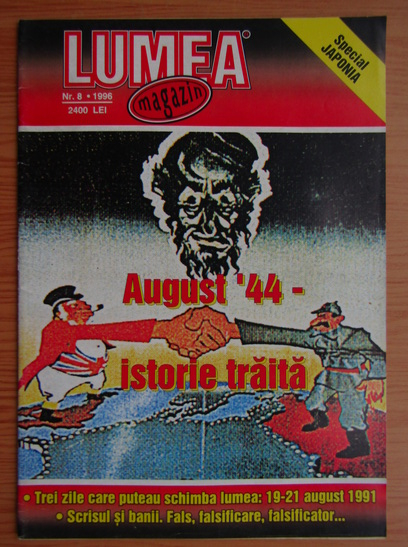 LUMEA®
magazin
Nr. 8 • 1996
2400 LEI
Special
JAPONIA
August '44 -
istorie trăită
• Trei zile care puteau schimba lumea: 19-21 august 1991
• Scrisul și banii. Fals, falsificare, falsificator...